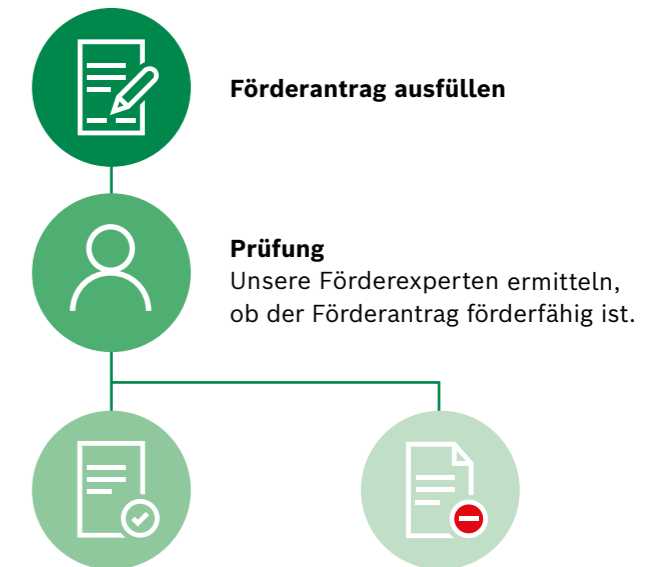 Förderantrag ausfüllen
Prüfung
Unsere Förderexperten ermitteln,
ob der Förderantrag förderfähig ist.